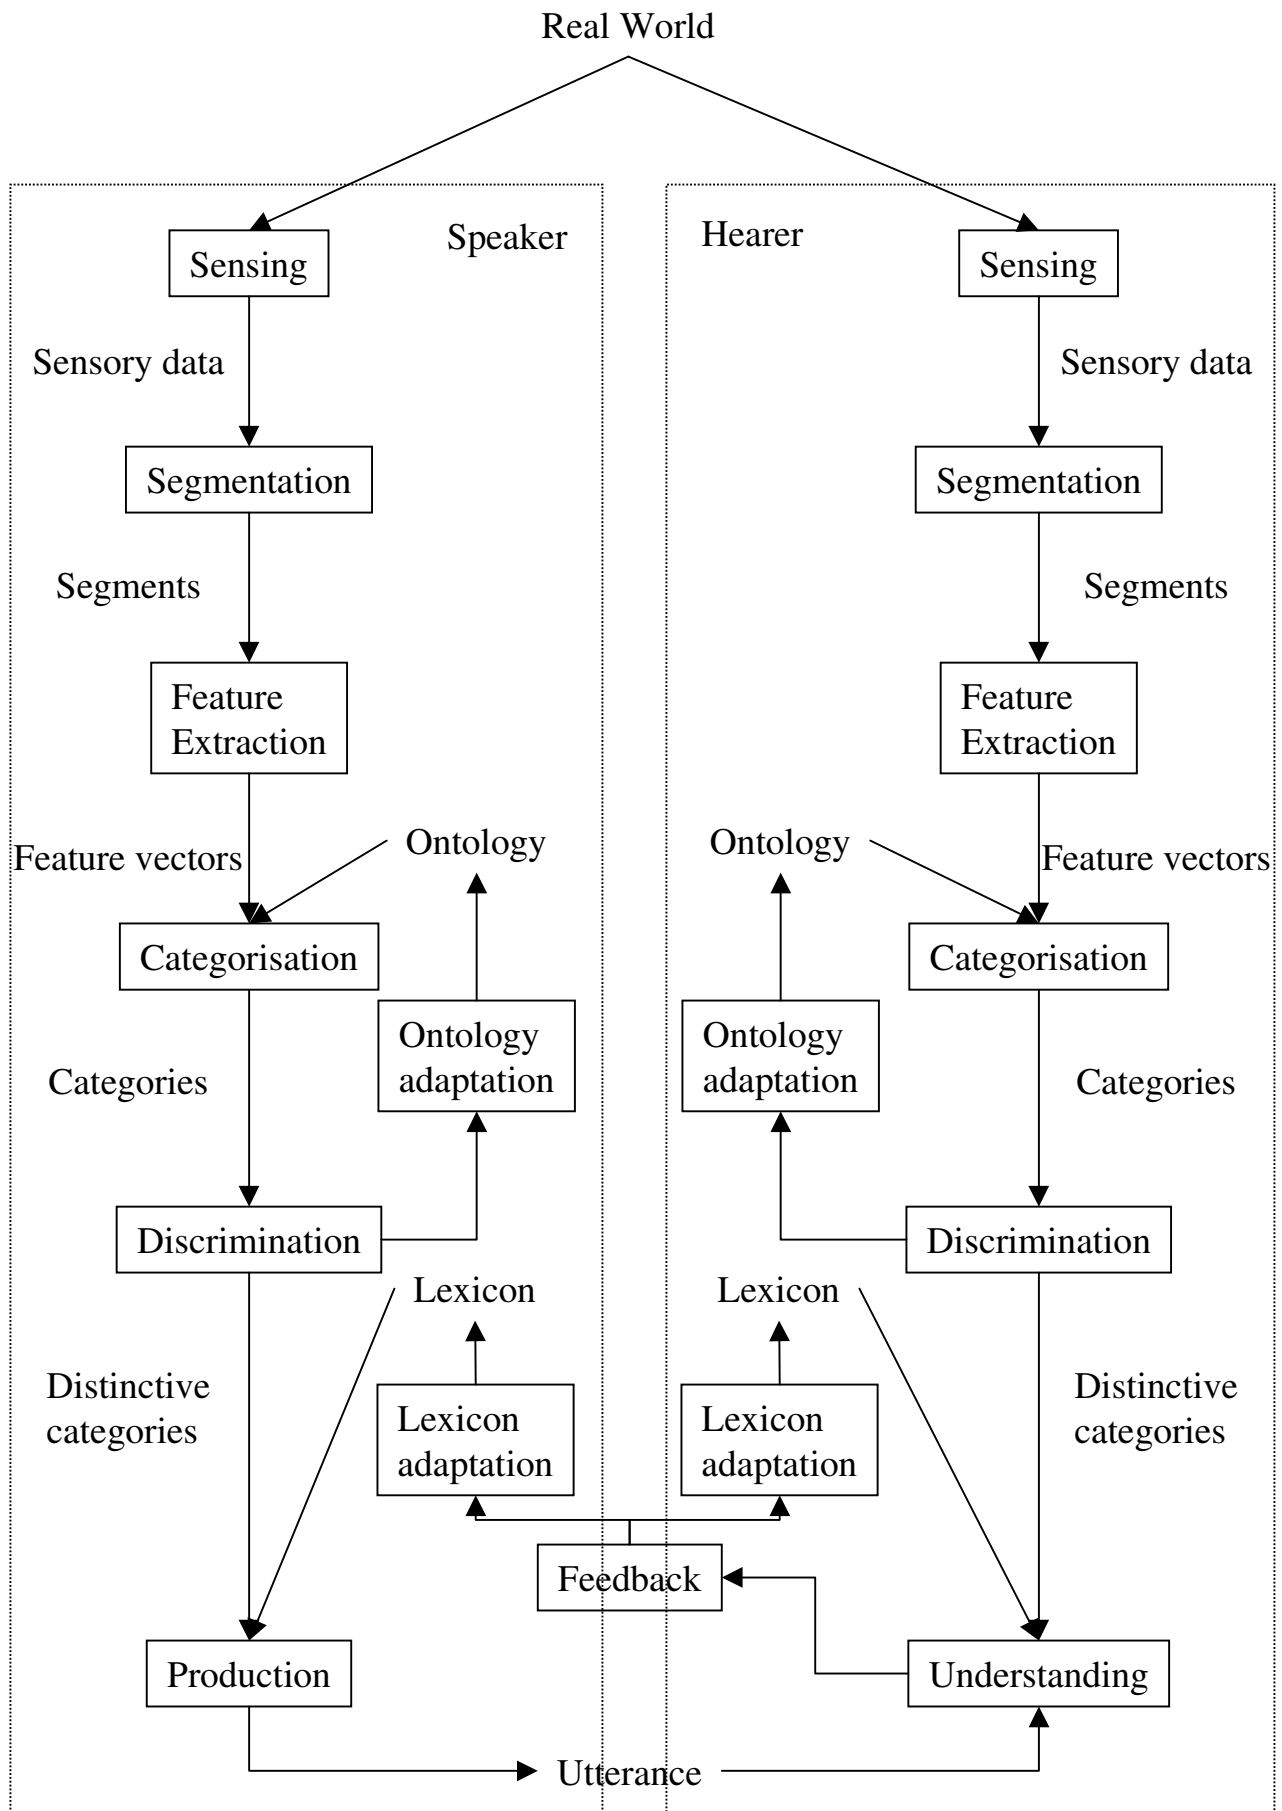 Real World
Speaker
Hearer
Sensing
Sensing
Sensory data
Sensory data
Segmentation
Segmentation
Segments
Segments
Feature
Extraction
Feature
Extraction
Ontology
Ontology
Feature vectors
Feature vectors
Categorisation
Categorisation
Ontology
adaptation
Ontology
adaptation
Categories
Categories
Discrimination
Discrimination
Lexicon
Lexicon
Distinctive
categories
Lexicon
adaptation
Lexicon
adaptation
Distinctive
categories
Feedback
Production
Understanding
Utterance